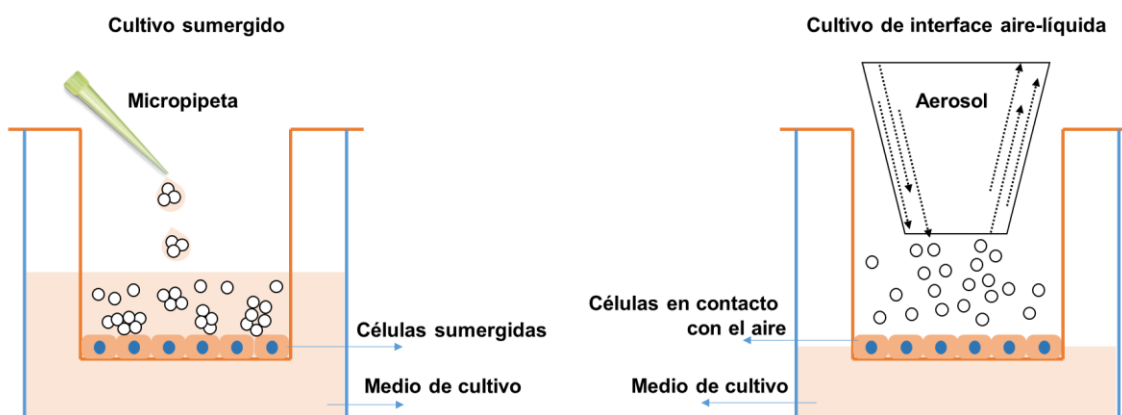 Cultivo sumergido
Micropipeta
Células sumergidas
Medio de cultivo
Cultivo de interface aire-líquida
Aerosol
Células en contacto
con el aire
Medio de cultivo